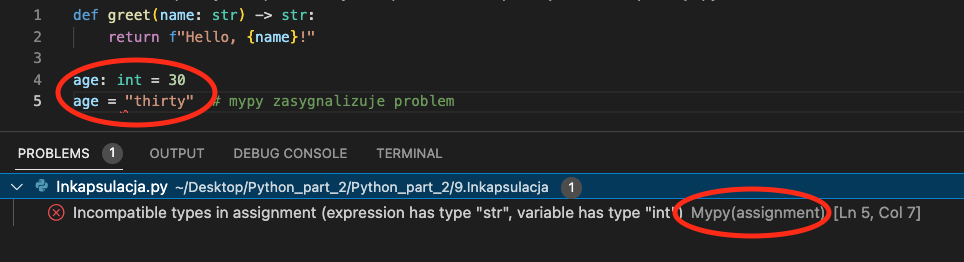 1 def greet(name: str) -> str:
2 return f"Hello, {name}!"
3
4 age: int = 30
5 age = "thirty" # mypy zasygnalizuje problem
PROBLEMS 1 OUTPUT DEBUG CONSOLE TERMINAL
Inkapsulacja.py ~/Desktop/Python_part_2/Python_part_2/9.Inkapsulacja 1
Incompatible types in assignment (expression has type "str", variable has type "int") Mypy(assignment) [Ln 5, Col 7]